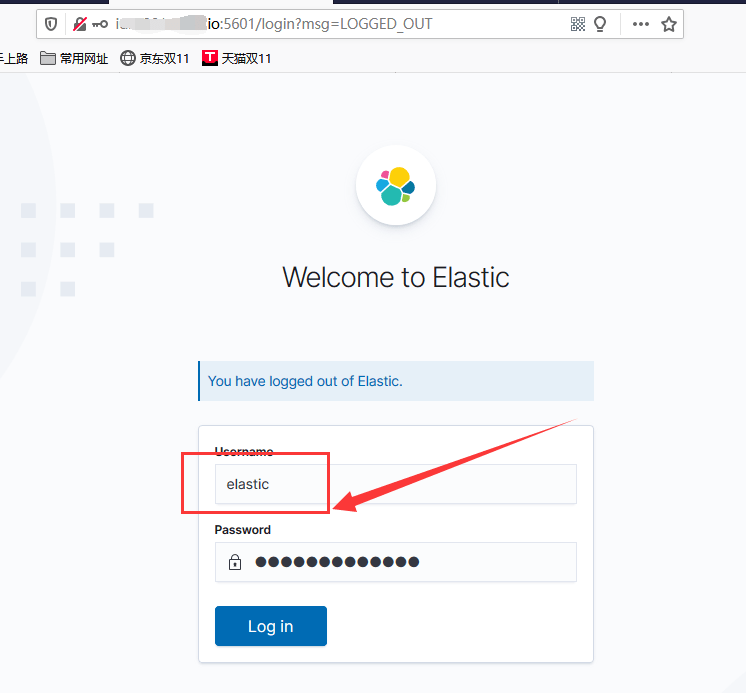 io:5601/login?msg=LOGGED_OUT
手上路 常用网址 京东双11 T 天猫双11
Welcome to Elastic
You have logged out of Elastic.
Username
elastic
Password
Log in